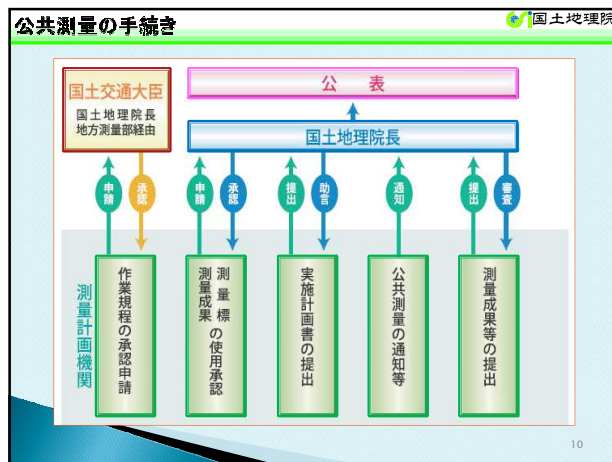 公共測量の手続き
国土地理院
国土交通大臣
国土地理院長
地方測量部経由
公 表
国土地理院長
申請
承認
申請
承認
提出
助言
通知
提出
審査
測量計画機関
作業規程の承認申請
測量標
測量成果
の使用承認
実施計画書の提出
公共測量の通知等
測量成果等の提出
10